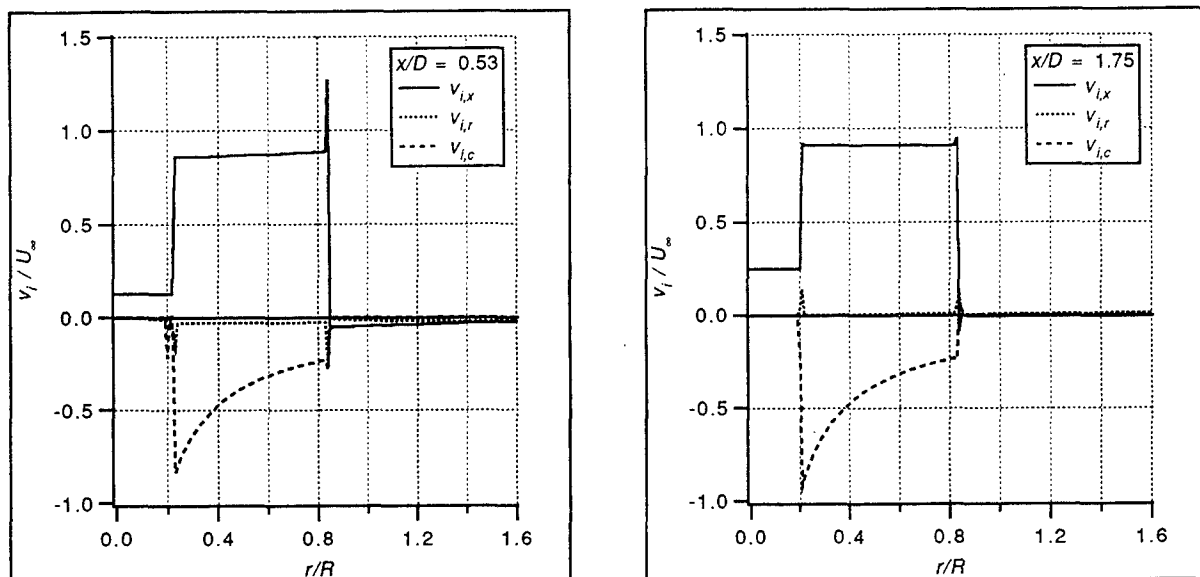 1.5
1.0
0.5
0.0
-0.5
-1.0
v_i / U_∞
x/D = 0.53
v_{i,x}
v_{i,r}
v_{i,c}
0.0 0.4 0.8 1.2 1.6
r/R
1.5
1.0
0.5
0.0
-0.5
-1.0
v_i / U_∞
x/D = 1.75
v_{i,x}
v_{i,r}
v_{i,c}
0.0 0.4 0.8 1.2 1.6
r/R